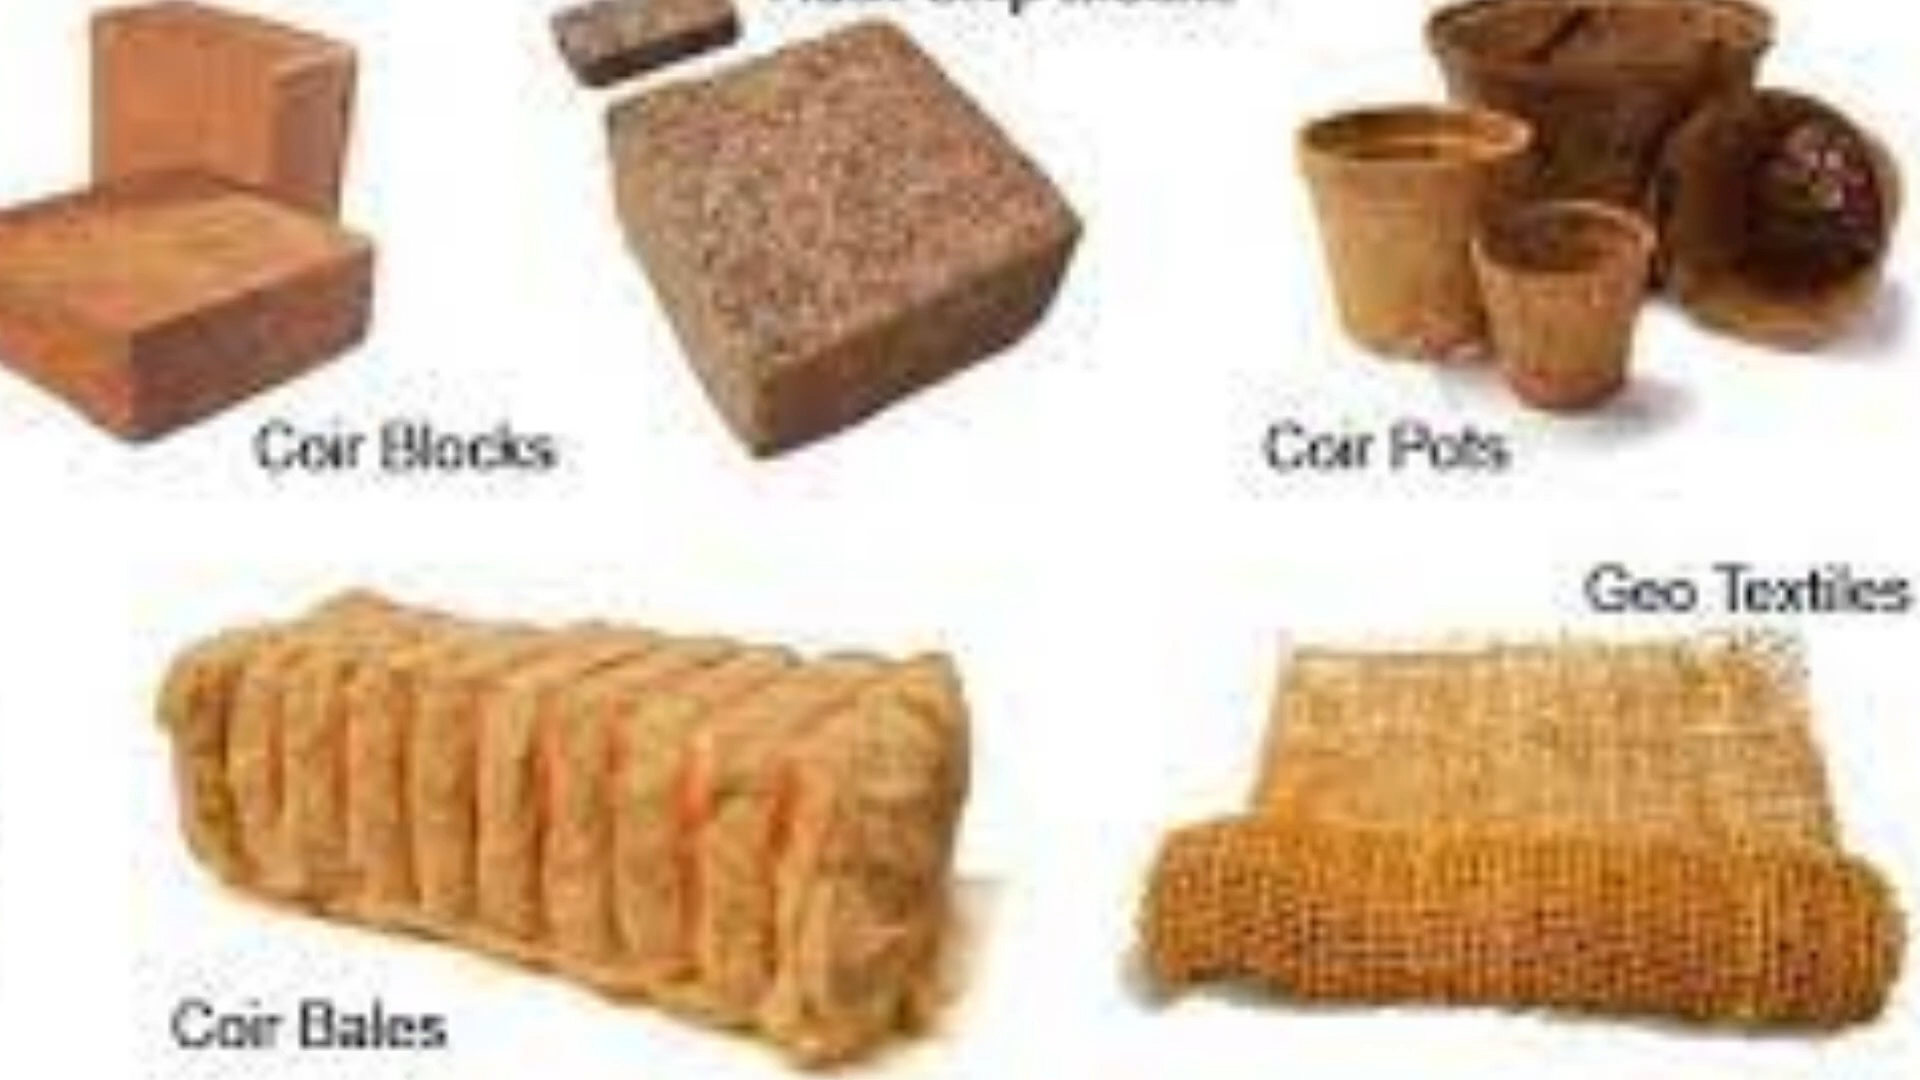 Coir Blocks
Coir Pots
Geo Textiles
Coir Bales